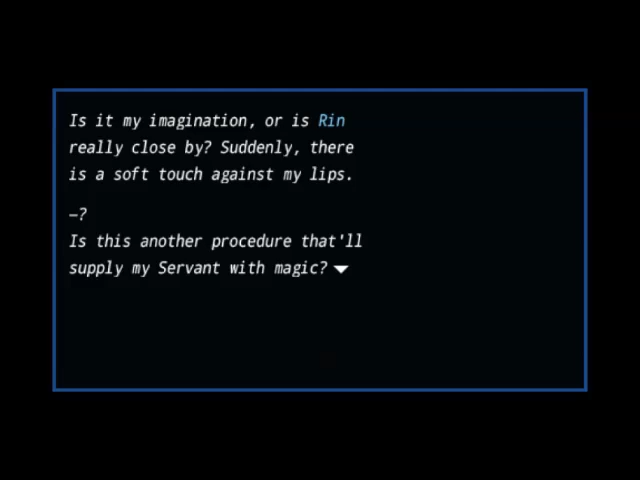 Is it my imagination, or is Rin
really close by? Suddenly, there
is a soft touch against my lips.
—?
Is this another procedure that'll
supply my Servant with magic?